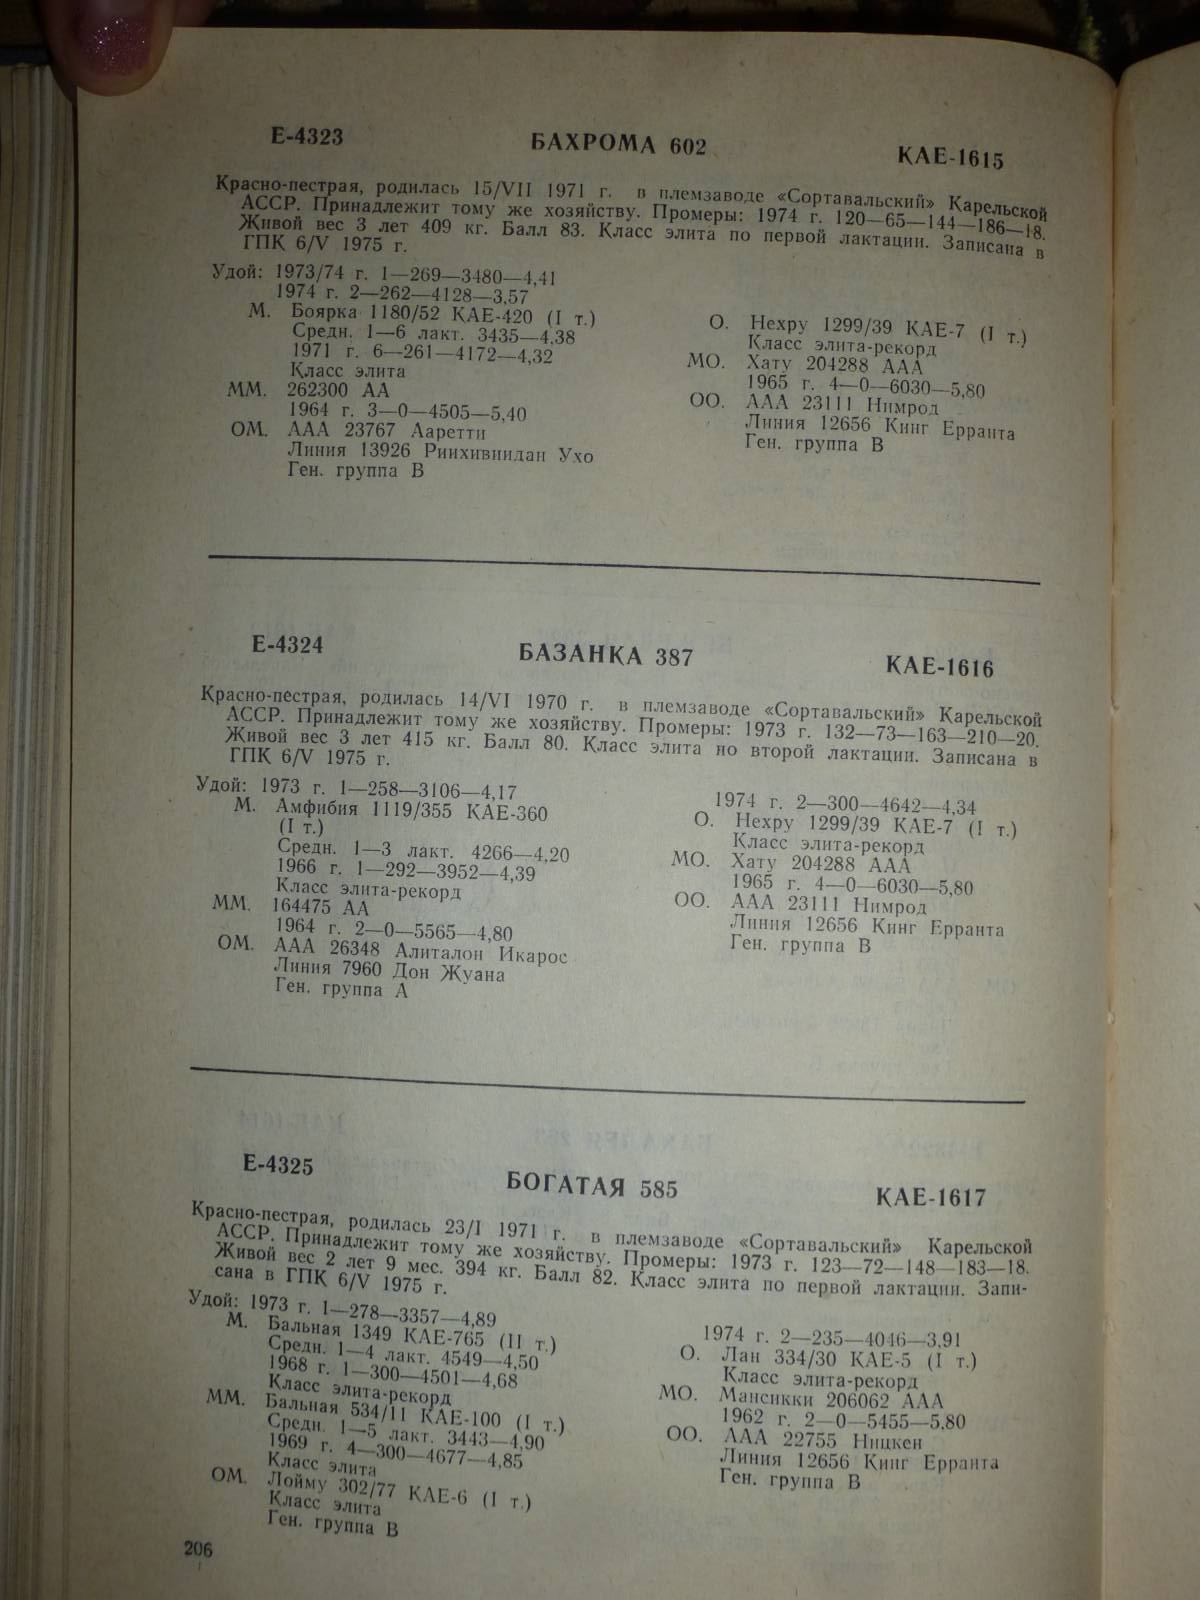 Е-4323 БАХРОМА 602 КАЕ-1615
Красно-пестрая, родилась 15/VII 1971 г. в племзаводе «Сортавальский» Карельской
АССР. Принадлежит тому же хозяйству. Промеры: 1974 г. 120—65—144—186—18.
Живой вес 3 лет 409 кг. Балл 83. Класс элита по первой лактации. Записана в
ГПК 6/V 1975 г.
Удой: 1973/74 г. 1—269—3480—4,41
1974 г. 2—262—4128—3,57
М. Боярка 1180/52 КАЕ-420 (I т.)
Средн. 1—6 лакт. 3435—4,38
1971 г. 6—261—4172—4,32
Класс элита
ММ. 262300 АА
1964 г. 3—0—4505—5,40
ОМ. ААА 23767 Ааретти
Линия 13926 Риихивиидан Ухо
Ген. группа В
О. Нехру 1299/39 КАЕ-7 (I т.)
Класс элита-рекорд
МО. Хату 204288 ААА
1965 г. 4—0—6030—5,80
ОО. ААА 23111 Нимрод
Линия 12656 Кинг Ерранта
Ген. группа В
Е-4324 БАЗАНКА 387 КАЕ-1616
Красно-пестрая, родилась 14/VI 1970 г. в племзаводе «Сортавальский» Карельской
АССР. Принадлежит тому же хозяйству. Промеры: 1973 г. 132—73—163—210—20.
Живой вес 3 лет 415 кг. Балл 80. Класс элита но второй лактации. Записана в
ГПК 6/V 1975 г.
Удой: 1973 г. 1—258—3106—4,17
М. Амфибия 1119/355 КАЕ-360
(I т.)
Средн. 1—3 лакт. 4266—4,20
1966 г. 1—292—3952—4,39
Класс элита-рекорд
ММ. 164475 АА
1964 г. 2—0—5565—4,80
ОМ. ААА 26348 Алиталон Икарос
Линия 7960 Дон Жуана
Ген. группа А
1974 г. 2—300—4642—4,34
О. Нехру 1299/39 КАЕ-7 (I т.)
Класс элита-рекорд
МО. Хату 204288 ААА
1965 г. 4—0—6030—5,80
ОО. ААА 23111 Нимрод
Линия 12656 Кинг Ерранта
Ген. группа В
Е-4325 БОГАТАЯ 585 КАЕ-1617
Красно-пестрая, родилась 23/I 1971 г. в племзаводе «Сортавальский» Карельской
АССР. Принадлежит тому же хозяйству. Промеры: 1973 г. 123—72—148—183—18.
Живой вес 2 лет 9 мес. 394 кг. Балл 82. Класс элита по первой лактации. Запи-
сана в ГПК 6/V 1975 г.
Удой: 1973 г. 1—278—3357—4,89
М. Бальная 1349 КАЕ-765 (II т.)
Средн. 1—4 лакт. 4549—4,50
1968 г. 1—300—4501—4,68
Класс элита-рекорд
ММ. Бальная 534/11 КАЕ-100 (I т.)
Средн. 1—5 лакт. 3443—4,90
1969 г. 4—300—4677—4,85
Класс элита
ОМ. Лойму 302/77 КАЕ-6 (I т.)
Класс элита
Ген. группа В
1974 г. 2—235—4046—3,91
О. Лан 334/30 КАЕ-5 (I т.)
Класс элита-рекорд
МО. Мансикки 206062 ААА
1962 г. 2—0—5455—5,80
ОО. ААА 22755 Ницкен
Линия 12656 Кинг Ерранта
Ген. группа В
206